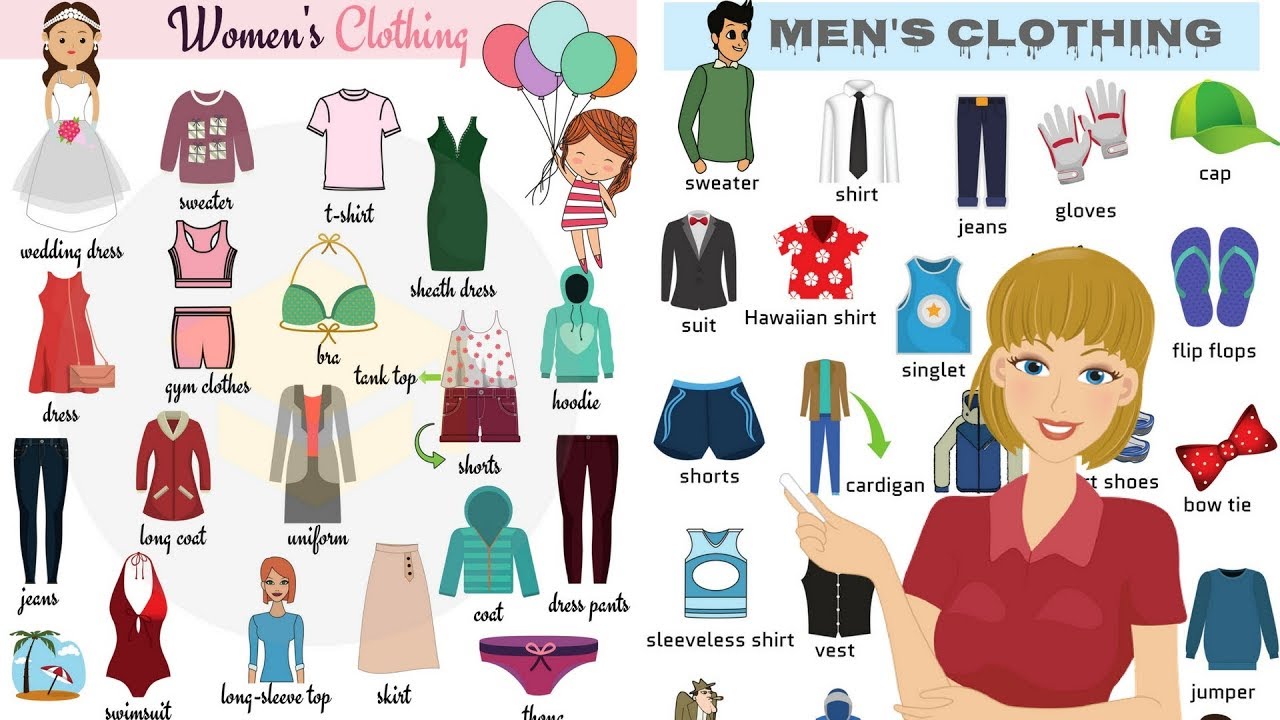 Women's Clothing
wedding dress
sweater
t-shirt
sheath dress
dress
gym clothes
bra
tank top
hoodie
shorts
jeans
long coat
uniform
coat
dress pants
swimsuit
long-sleeve top
skirt
thong
MEN'S CLOTHING
sweater
shirt
jeans
gloves
cap
suit
Hawaiian shirt
singlet
flip flops
shorts
cardigan
shoes
bow tie
sleeveless shirt
vest
jumper